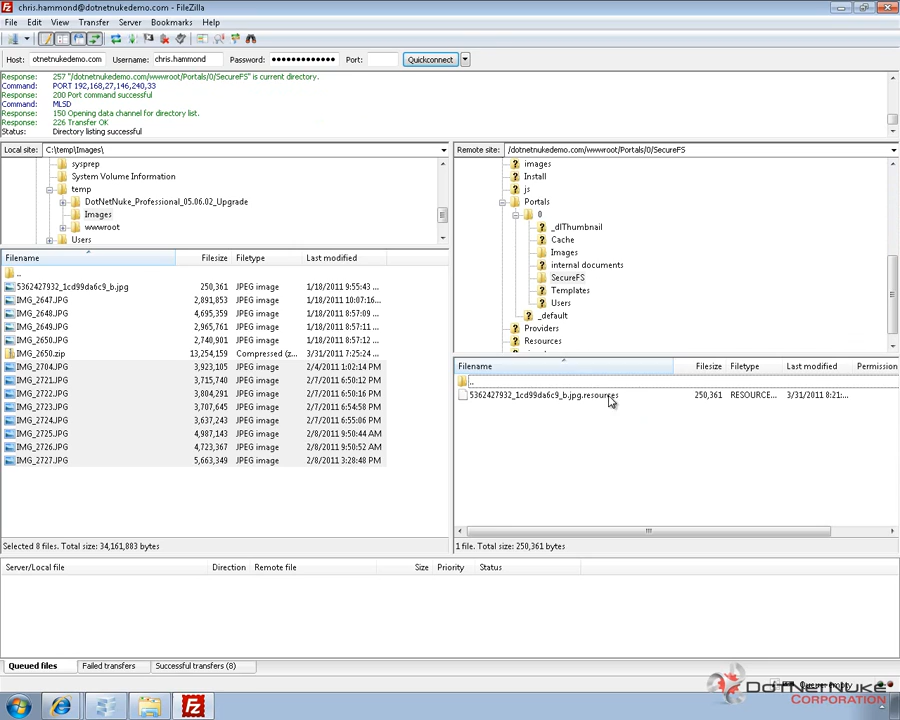 chris.hammond@dotnetnukedemo.com - FileZilla
File Edit View Transfer Server Bookmarks Help
Host: otnetnukedemo.com Username: chris.hammond Password: •••••••••••••• Port: Quickconnect
Response: 257 "/dotnetnukedemo.com/wwwroot/Portals/0/SecureFS" is current directory.
Command: PORT 192,168,27,146,240,33
Response: 200 Port command successful
Command: MLSD
Response: 150 Opening data channel for directory list.
Response: 226 Transfer OK
Status: Directory listing successful
Local site: C:\temp\Images\
sysprep
System Volume Information
temp
DotNetNuke_Professional_05.06.02_Upgrade
Images
wwwroot
Users
Remote site: /dotnetnukedemo.com/wwwroot/Portals/0/SecureFS
images
Install
js
Portals
0
_dlThumbnail
Cache
Images
internal documents
SecureFS
Templates
Users
_default
Providers
Resources
Filename Filesize Filetype Last modified
..
5362427932_1cd99da6c9_b.jpg 250,361 JPEG image 1/18/2011 9:55:43 ...
IMG_2647.JPG 2,891,853 JPEG image 1/18/2011 10:07:16...
IMG_2648.JPG 4,695,359 JPEG image 1/18/2011 8:57:09 ...
IMG_2649.JPG 2,965,761 JPEG image 1/18/2011 8:57:11 ...
IMG_2650.JPG 2,740,901 JPEG image 1/18/2011 8:57:12 ...
IMG_2650.zip 13,254,159 Compressed (z... 3/31/2011 7:25:24 ...
IMG_2704.JPG 3,923,105 JPEG image 2/4/2011 1:02:14 PM
IMG_2721.JPG 3,715,740 JPEG image 2/8/2011 6:50:12 PM
IMG_2722.JPG 3,804,291 JPEG image 2/8/2011 6:50:16 PM
IMG_2723.JPG 3,707,645 JPEG image 2/8/2011 6:54:58 PM
IMG_2724.JPG 3,637,243 JPEG image 2/8/2011 6:55:06 PM
IMG_2725.JPG 4,987,143 JPEG image 2/8/2011 9:50:44 AM
IMG_2726.JPG 4,723,367 JPEG image 2/8/2011 9:50:52 AM
IMG_2727.JPG 5,663,349 JPEG image 2/8/2011 3:28:48 PM
Selected 8 files. Total size: 34,161,883 bytes
Filename Filesize Filetype Last modified Permission
..
5362427932_1cd99da6c9_b.jpg.resources 250,361 RESOURCE... 3/31/2011 8:21:...
1 file. Total size: 250,361 bytes
Server/Local file Direction Remote file Size Priority Status
Queued files Failed transfers Successful transfers (8)
DotNetNuke
CORPORATION